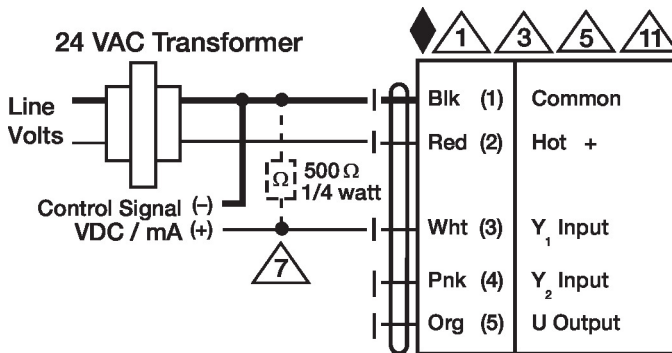 24 VAC Transformer
1 3 5 11
Line
Volts
Blk (1) Common
Red (2) Hot +
Ω 500 Ω
1/4 watt
Control Signal (–)
VDC / mA (+)
Wht (3) Y1 Input
7
Pnk (4) Y2 Input
Org (5) U Output